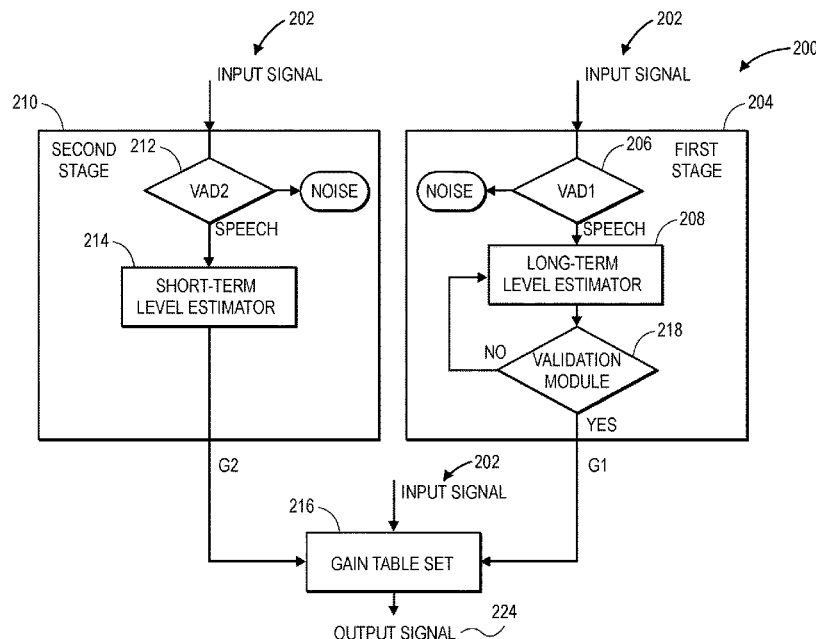 202
202
200
INPUT SIGNAL
INPUT SIGNAL
210
204
SECOND
STAGE
212
VAD2
NOISE
SPEECH
214
SHORT-TERM
LEVEL ESTIMATOR
G2
206
FIRST
STAGE
NOISE
VAD1
SPEECH
208
LONG-TERM
LEVEL ESTIMATOR
218
NO
VALIDATION
MODULE
YES
G1
202
INPUT SIGNAL
216
GAIN TABLE SET
OUTPUT SIGNAL
224